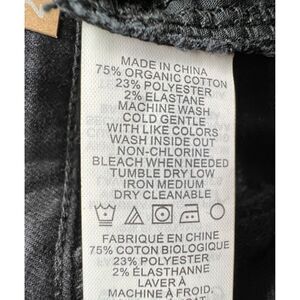 MADE IN CHINA
75% ORGANIC COTTON
23% POLYESTER
2% ELASTANE
MACHINE WASH
COLD GENTLE
WITH LIKE COLORS
WASH INSIDE OUT
NON-CHLORINE
BLEACH WHEN NEEDED
TUMBLE DRY LOW
IRON MEDIUM
DRY CLEANABLE
FABRIQUÉ EN CHINE
75% COTON BIOLOGIQUE
23% POLYESTER
2% ÉLASTHANNE
LAVER À
MACHINE À FROID.